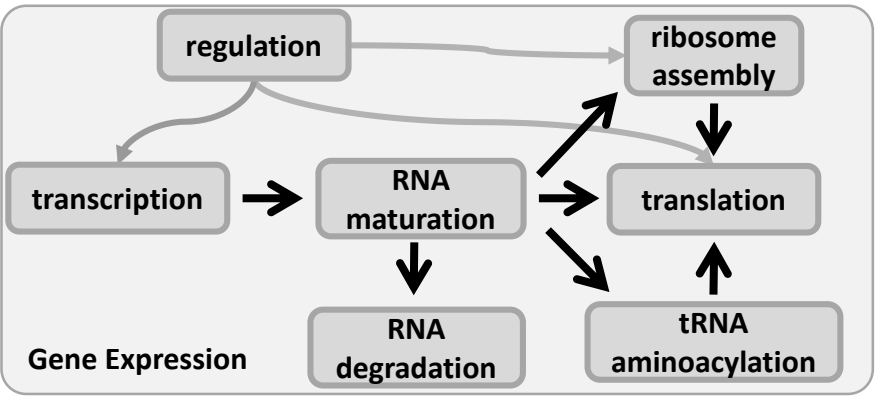 regulation
ribosome
assembly
transcription
RNA
maturation
translation
RNA
degradation
tRNA
aminoacylation
Gene Expression